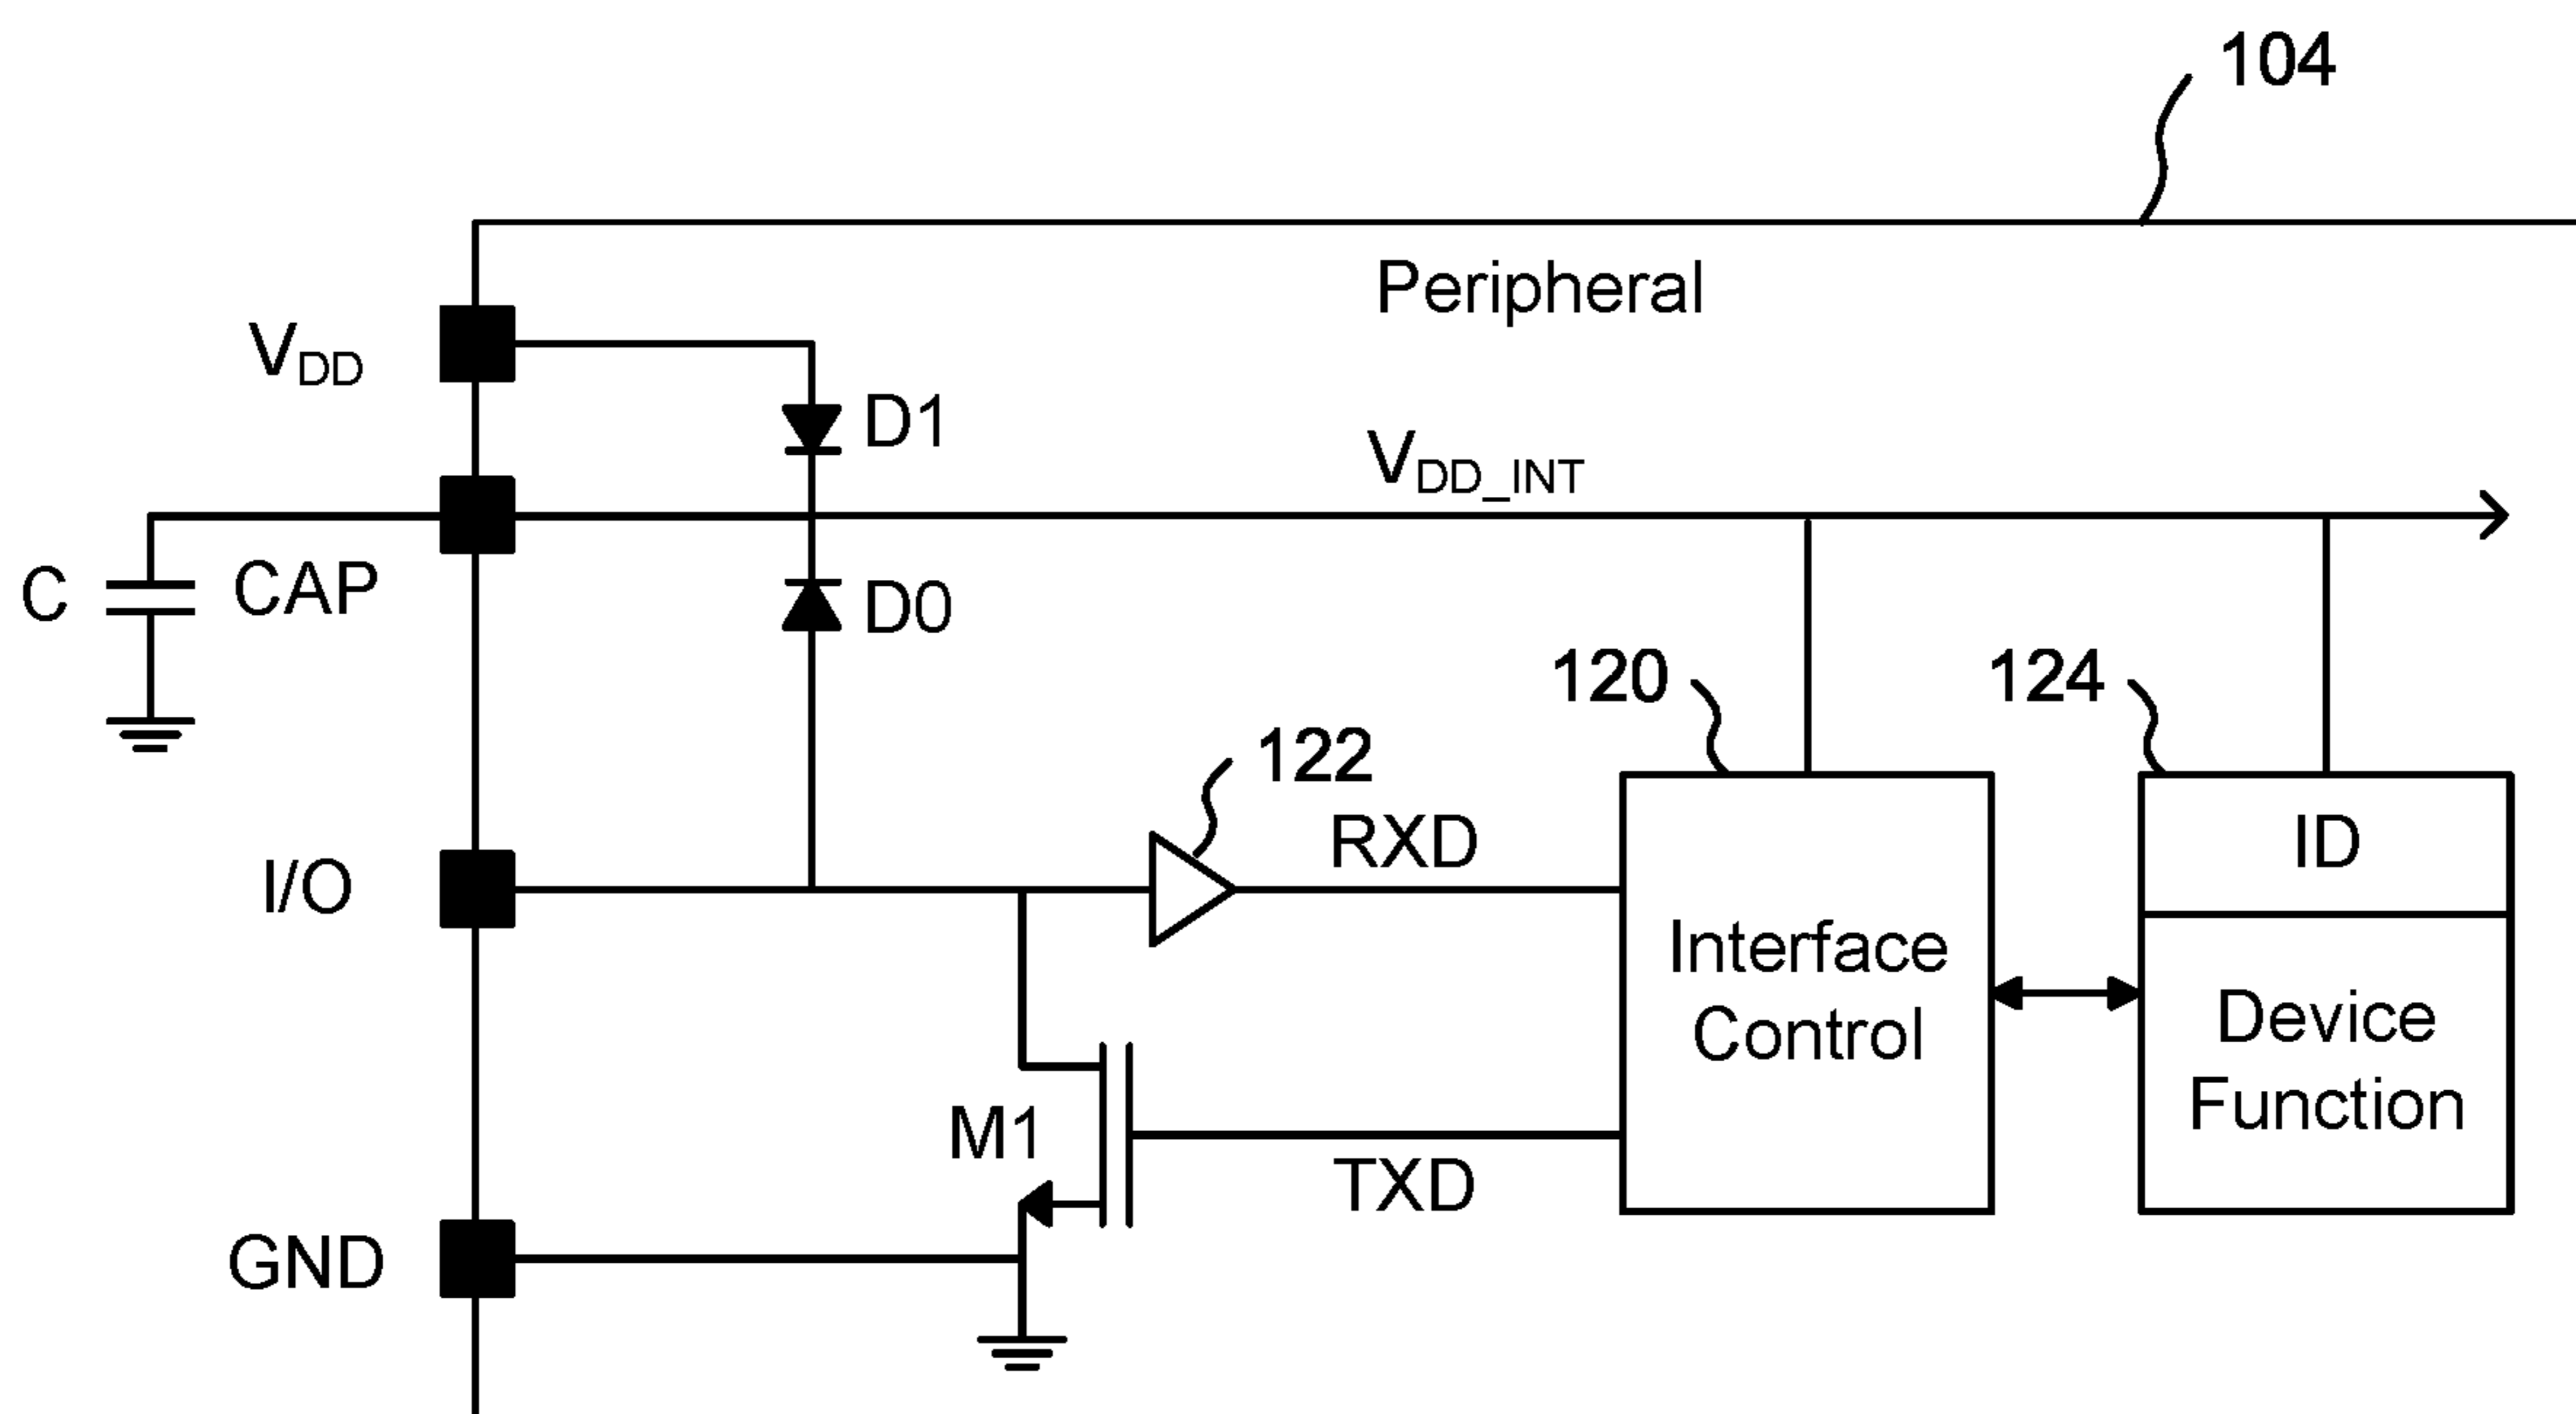 104
Peripheral
VDD
D1
VDD_INT
C
CAP
D0
120
124
122
RXD
ID
I/O
Interface
Control
Device
Function
M1
TXD
GND